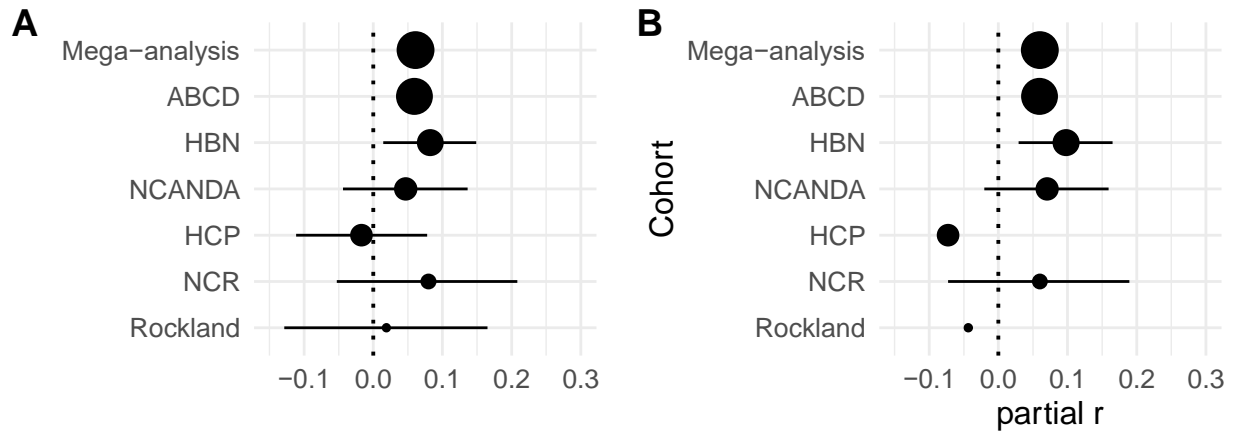 A
Mega−analysis
ABCD
HBN
NCANDA
HCP
NCR
Rockland
−0.1 0.0 0.1 0.2 0.3
B
Cohort
Mega−analysis
ABCD
HBN
NCANDA
HCP
NCR
Rockland
−0.1 0.0 0.1 0.2 0.3
partial r